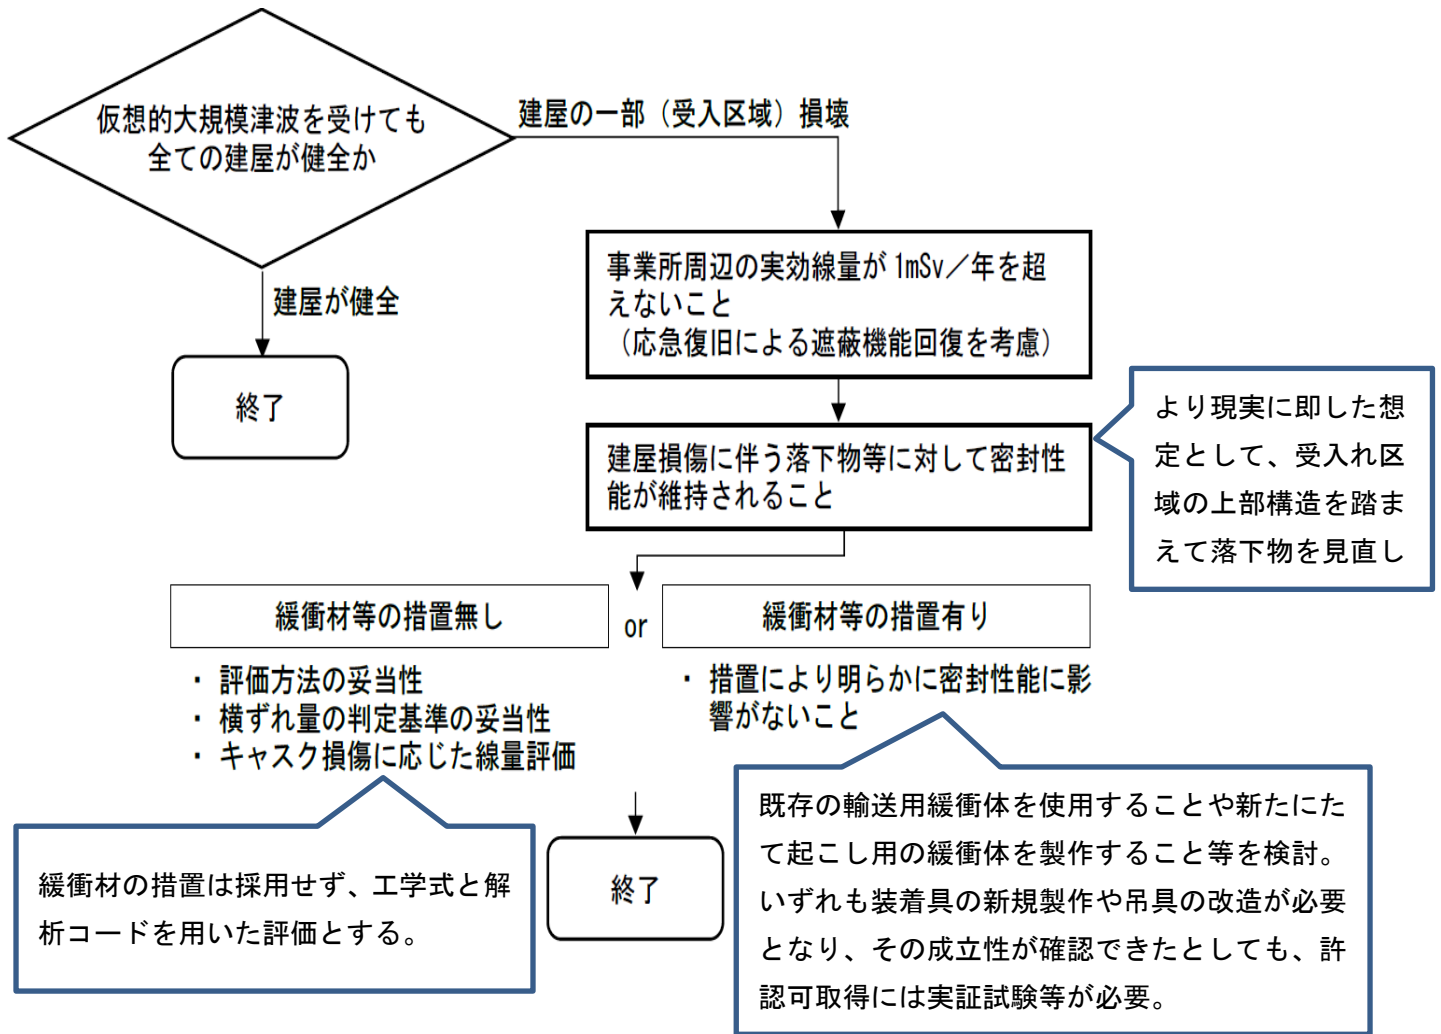 仮想的大規模津波を受けても
全ての建屋が健全か
建屋の一部（受入区域）損壊
建屋が健全
終了
事業所周辺の実効線量が 1mSv／年を超
えないこと
（応急復旧による遮蔽機能回復を考慮）
建屋損傷に伴う落下物等に対して密封性
能が維持されること
より現実に即した想
定として、受入れ区
域の上部構造を踏ま
えて落下物を見直し
緩衝材等の措置無し
or
緩衝材等の措置有り
・ 評価方法の妥当性
・ 横ずれ量の判定基準の妥当性
・ キャスク損傷に応じた線量評価
・ 措置により明らかに密封性能に影
響がないこと
緩衝材の措置は採用せず、工学式と解
析コードを用いた評価とする。
終了
既存の輸送用緩衝体を使用することや新たにた
て起こし用の緩衝体を製作すること等を検討。
いずれも装着具の新規製作や吊具の改造が必要
となり、その成立性が確認できたとしても、許
認可取得には実証試験等が必要。